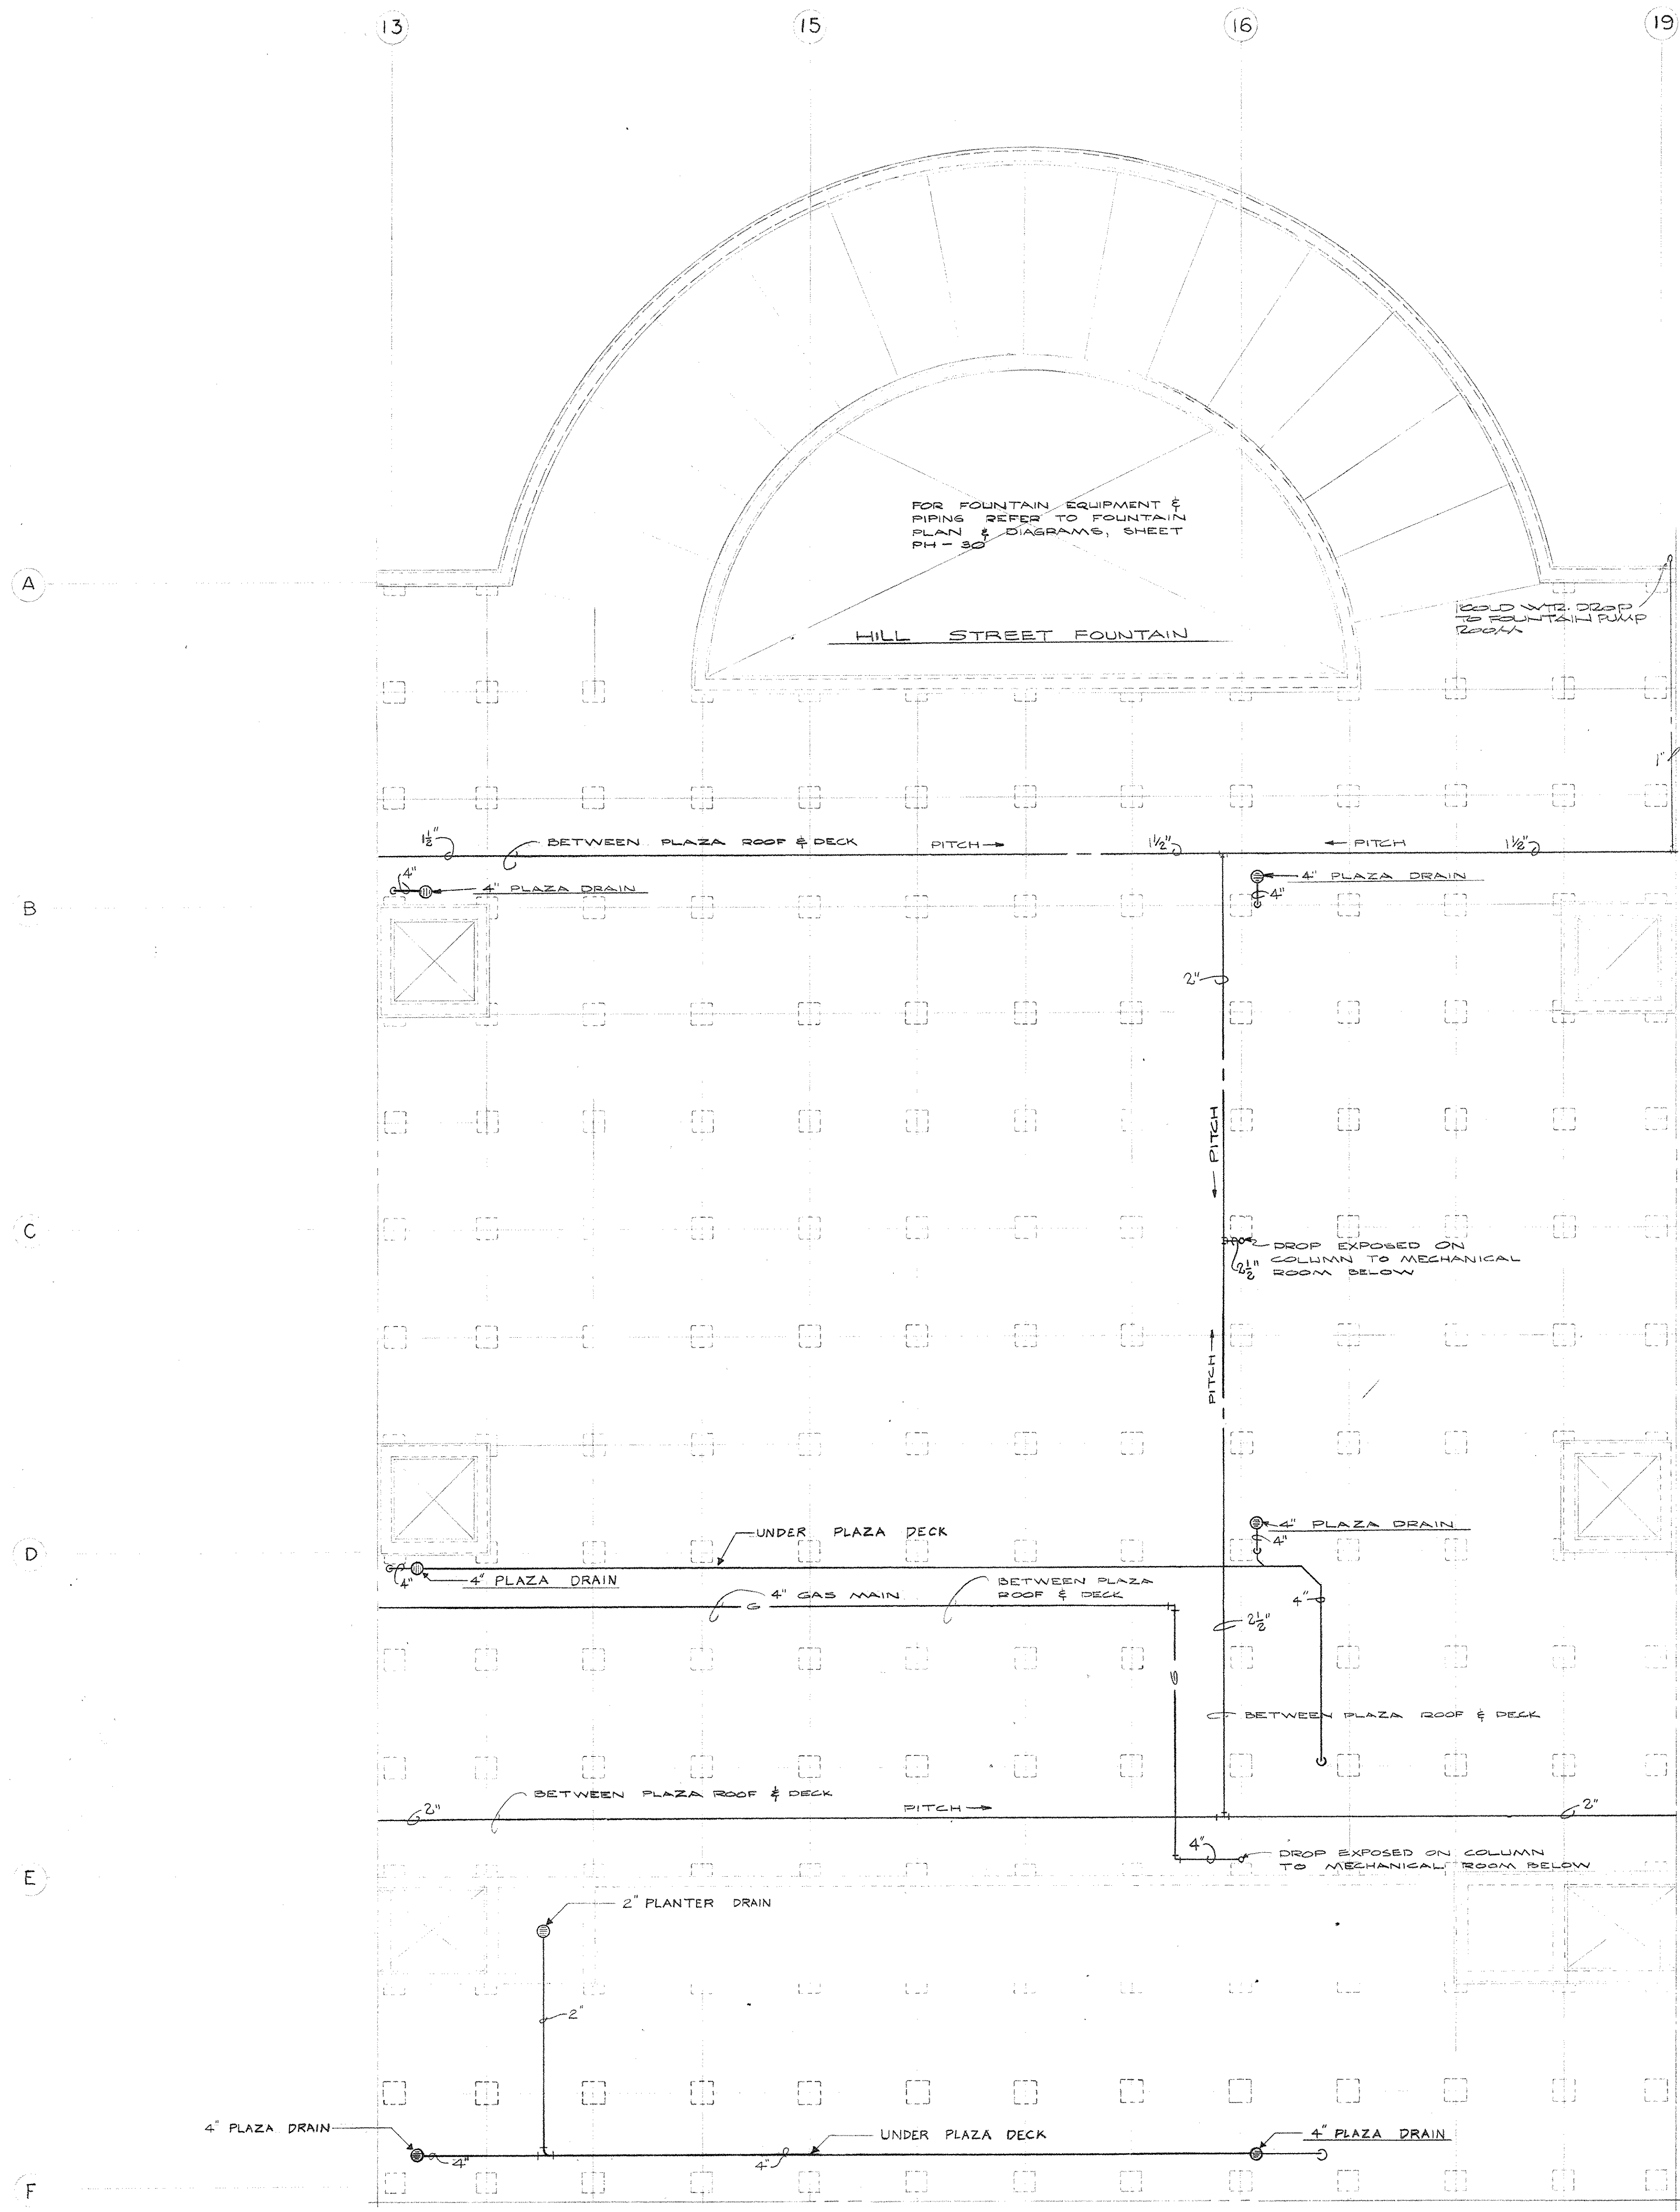 13
15
16
19
FOR FOUNTAIN EQUIPMENT &
PIPING REFER TO FOUNTAIN
PLAN & DIAGRAMS, SHEET
PH-30
A
COLD WTR. DROP
TO FOUNTAIN PUMP
ROOM
HILL STREET FOUNTAIN
1"
1½"
BETWEEN PLAZA ROOF & DECK
PITCH
1½"
PITCH
1½"
4"
4" PLAZA DRAIN
4" PLAZA DRAIN
4"
B
2"
PITCH
C
DROP EXPOSED ON
COLUMN TO MECHANICAL
ROOM BELOW
2½"
PITCH
UNDER PLAZA DECK
4" PLAZA DRAIN
4"
D
4"
4" PLAZA DRAIN
4" GAS MAIN
BETWEEN PLAZA
ROOF & DECK
G
4"
2½"
G
BETWEEN PLAZA ROOF & DECK
2"
BETWEEN PLAZA ROOF & DECK
PITCH
2"
4"
DROP EXPOSED ON COLUMN
TO MECHANICAL ROOM BELOW
E
2" PLANTER DRAIN
2"
4" PLAZA DRAIN
UNDER PLAZA DECK
4" PLAZA DRAIN
4"
4"
F